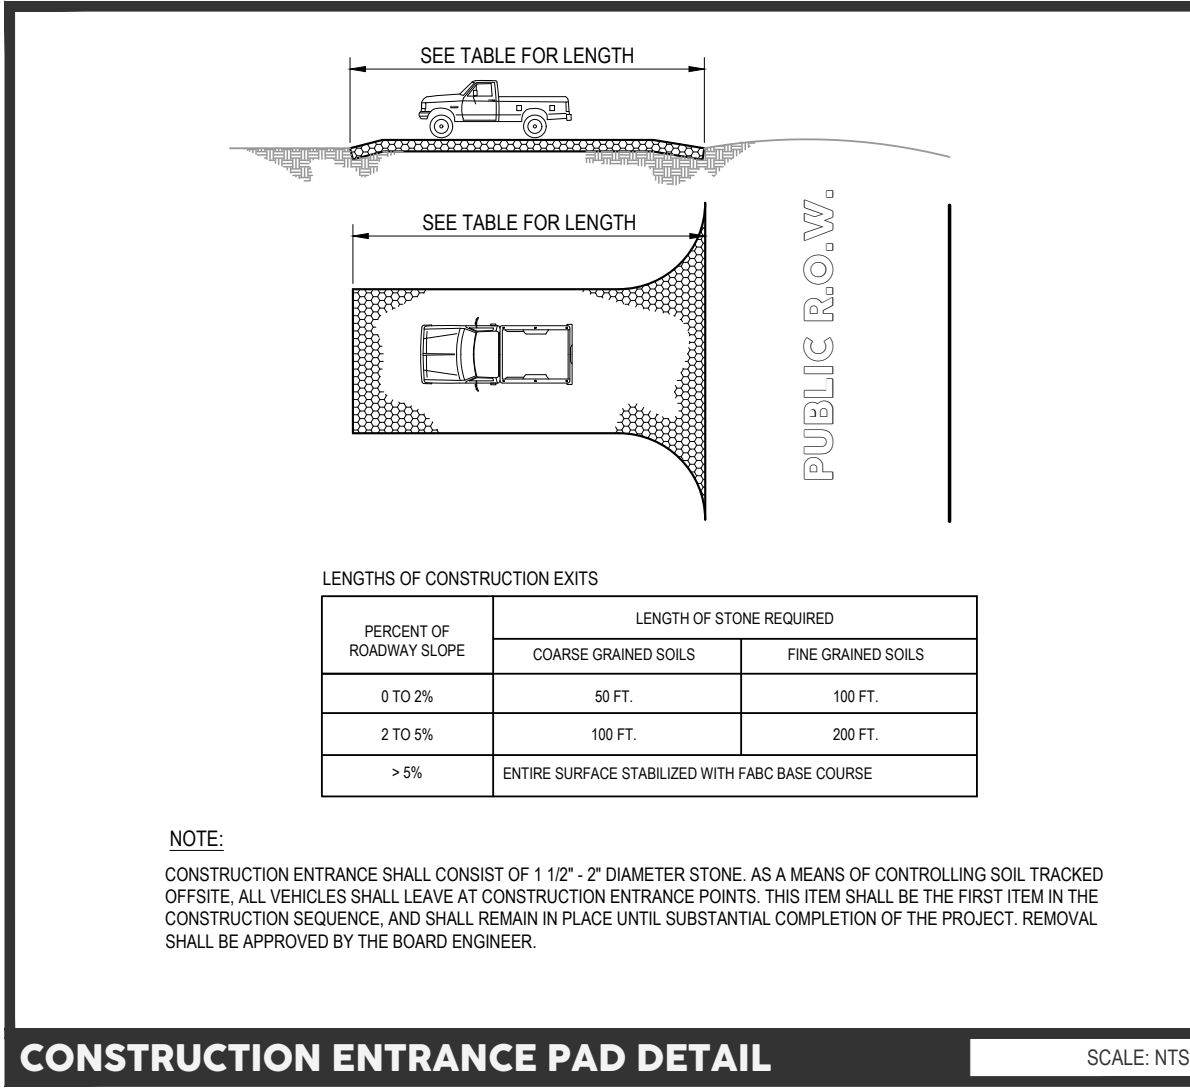 SEE TABLE FOR LENGTH
SEE TABLE FOR LENGTH
PUBLIC R.O.W.
LENGTHS OF CONSTRUCTION EXITS
PERCENT OF
ROADWAY SLOPE
LENGTH OF STONE REQUIRED
COARSE GRAINED SOILS FINE GRAINED SOILS
0 TO 2% 50 FT. 100 FT.
2 TO 5% 100 FT. 200 FT.
> 5% ENTIRE SURFACE STABILIZED WITH FABC BASE COURSE
NOTE:
CONSTRUCTION ENTRANCE SHALL CONSIST OF 1 1/2" - 2" DIAMETER STONE. AS A MEANS OF CONTROLLING SOIL TRACKED
OFFSITE, ALL VEHICLES SHALL LEAVE AT CONSTRUCTION ENTRANCE POINTS. THIS ITEM SHALL BE THE FIRST ITEM IN THE
CONSTRUCTION SEQUENCE, AND SHALL REMAIN IN PLACE UNTIL SUBSTANTIAL COMPLETION OF THE PROJECT. REMOVAL
SHALL BE APPROVED BY THE BOARD ENGINEER.
CONSTRUCTION ENTRANCE PAD DETAIL
SCALE: NTS